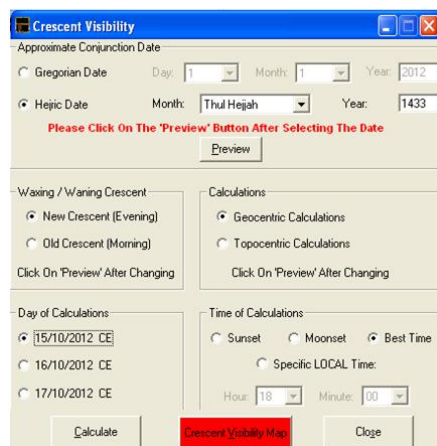 Crescent Visibility
Approximate Conjunction Date
Gregorian Date Day: 1 Month: 1 Year: 2012
Hejric Date Month: Thul Hejjah Year: 1433
Please Click On The 'Preview' Button After Selecting The Date
Preview
Waxing / Waning Crescent
New Crescent (Evening)
Old Crescent (Morning)
Click On 'Preview' After Changing
Calculations
Geocentric Calculations
Topocentric Calculations
Click On 'Preview' After Changing
Day of Calculations
15/10/2012 CE
16/10/2012 CE
17/10/2012 CE
Time of Calculations
Sunset Moonset Best Time
Specific LOCAL Time:
Hour: 18 Minute: 00
Calculate Crescent Visibility Map Close